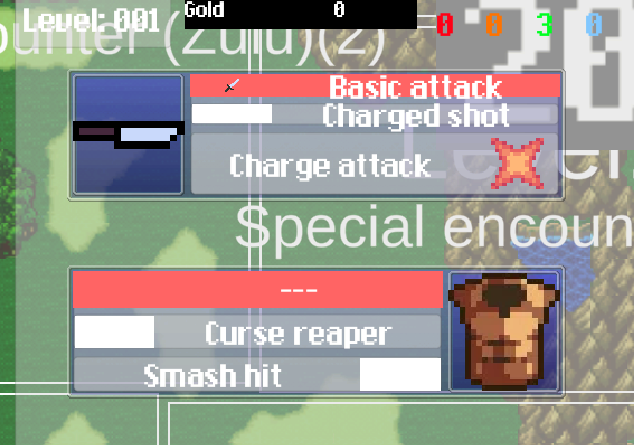 Level: 001
Gold 0
0 0 3 0
ounter (Zulu)(2)
Basic attack
Charged shot
Charge attack
Special encoun
---
Curse reaper
Smash hit